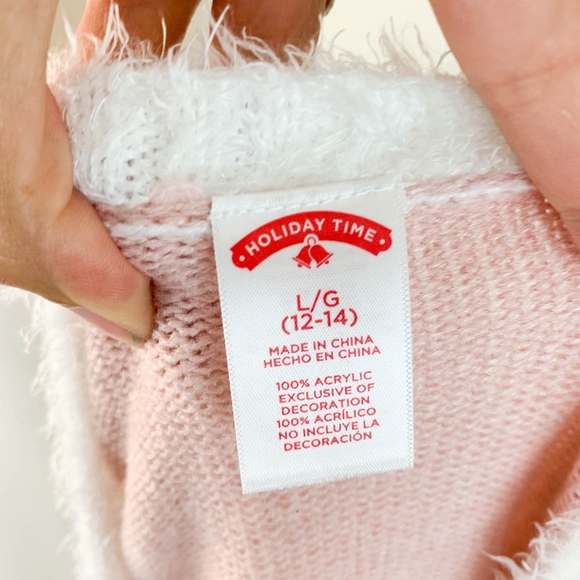 HOLIDAY TIME
L/G
(12-14)
MADE IN CHINA
HECHO EN CHINA
100% ACRYLIC
EXCLUSIVE OF
DECORATION
100% ACRÍLICO
NO INCLUYE LA
DECORACIÓN